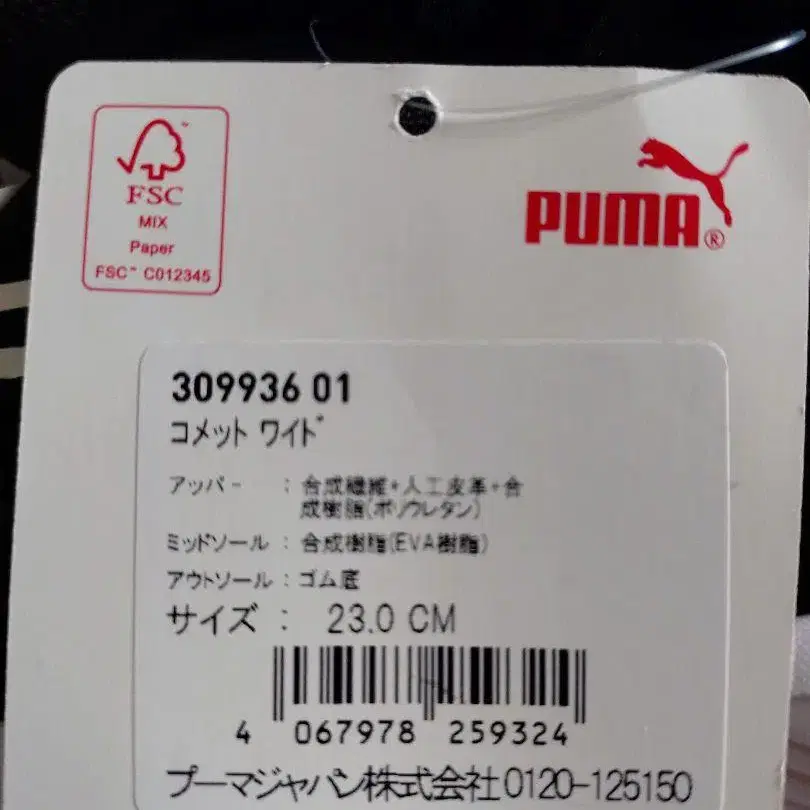 FSC
MIX
Paper
FSC™ C012345
PUMA®
309936 01
コメット ワイド
アッパー : 合成繊維+人工皮革+合
成樹脂(ポリウレタン)
ミッドソール : 合成樹脂(EVA樹脂)
アウトソール : ゴム底
サイズ : 23.0 CM
4 067978 259324
プーマジャパン株式会社0120-125150